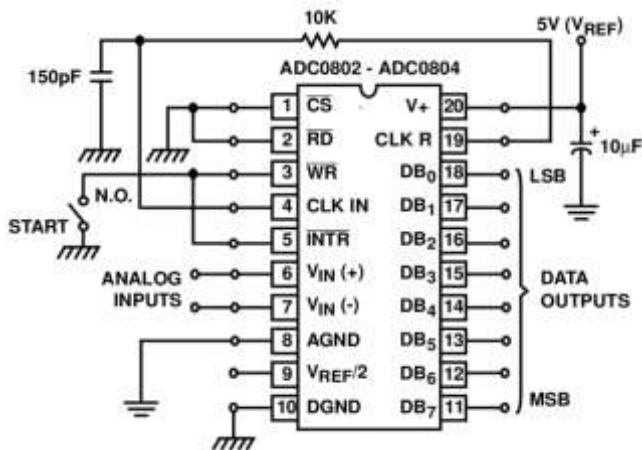 10K
5V (VREF)
ADC0802 - ADC0804
150pF
1 CS V+ 20
2 RD CLK R 19
+
10μF
3 WR DB0 18 LSB
N.O.
4 CLK IN DB1 17
START
5 INTR DB2 16
ANALOG
INPUTS
6 VIN (+) DB3 15
DATA
OUTPUTS
7 VIN (-) DB4 14
8 AGND DB5 13
9 VREF/2 DB6 12
10 DGND DB7 11 MSB